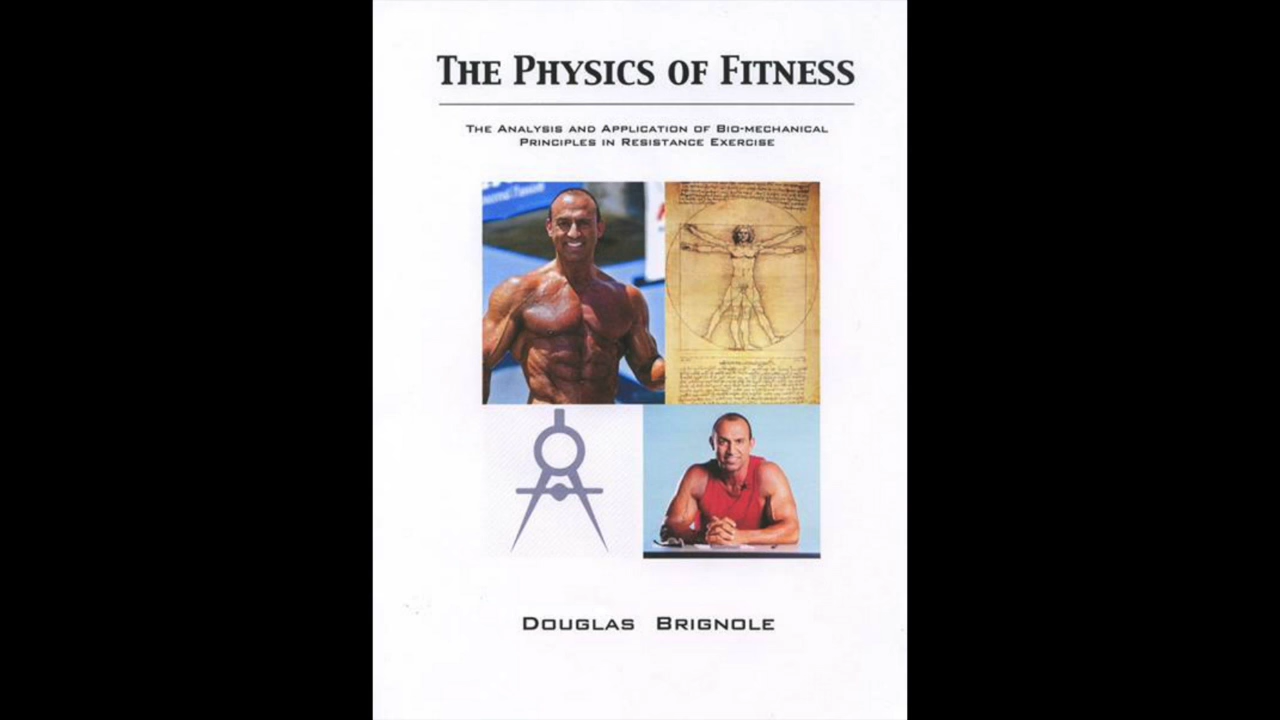 THE PHYSICS OF FITNESS
THE ANALYSIS AND APPLICATION OF BIO-MECHANICAL
PRINCIPLES IN RESISTANCE EXERCISE
DOUGLAS BRIGNOLE